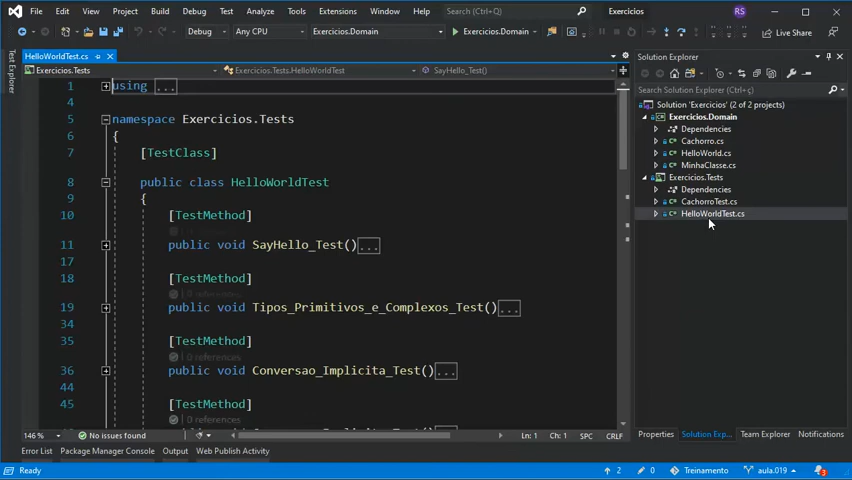 File Edit View Git Project Build Debug Test Analyze Tools Extensions Window Help Search (Ctrl+Q) Exercicios RS
Debug Any CPU Exercicios.Domain Exercicios.Domain Live Share
Test Explorer
HelloWorldTest.cs
Exercicios.Tests Exercicios.Tests.HelloWorldTest SayHello_Test()
1 using ...
4
5 namespace Exercicios.Tests
6 {
7 [TestClass]
8 public class HelloWorldTest
9 {
10 [TestMethod]
11 public void SayHello_Test()...
17
18 [TestMethod]
0 references
19 public void Tipos_Primitivos_e_Complexos_Test()...
34
35 [TestMethod]
0 references
36 public void Conversao_Implicita_Test()...
44
45 [TestMethod]
0 references
146 % No issues found Ln: 1 Ch: 1 SPC CRLF
Solution Explorer
Search Solution Explorer (Ctrl+ç)
Solution 'Exercicios' (2 of 2 projects)
Exercicios.Domain
Dependencies
Cachorro.cs
HelloWorld.cs
MinhaClasse.cs
Exercicios.Tests
Dependencies
CachorroTest.cs
HelloWorldTest.cs
Properties Solution Exp... Team Explorer Notifications
Error List Package Manager Console Output Web Publish Activity
Ready 2 0 Treinamento aula.019 3